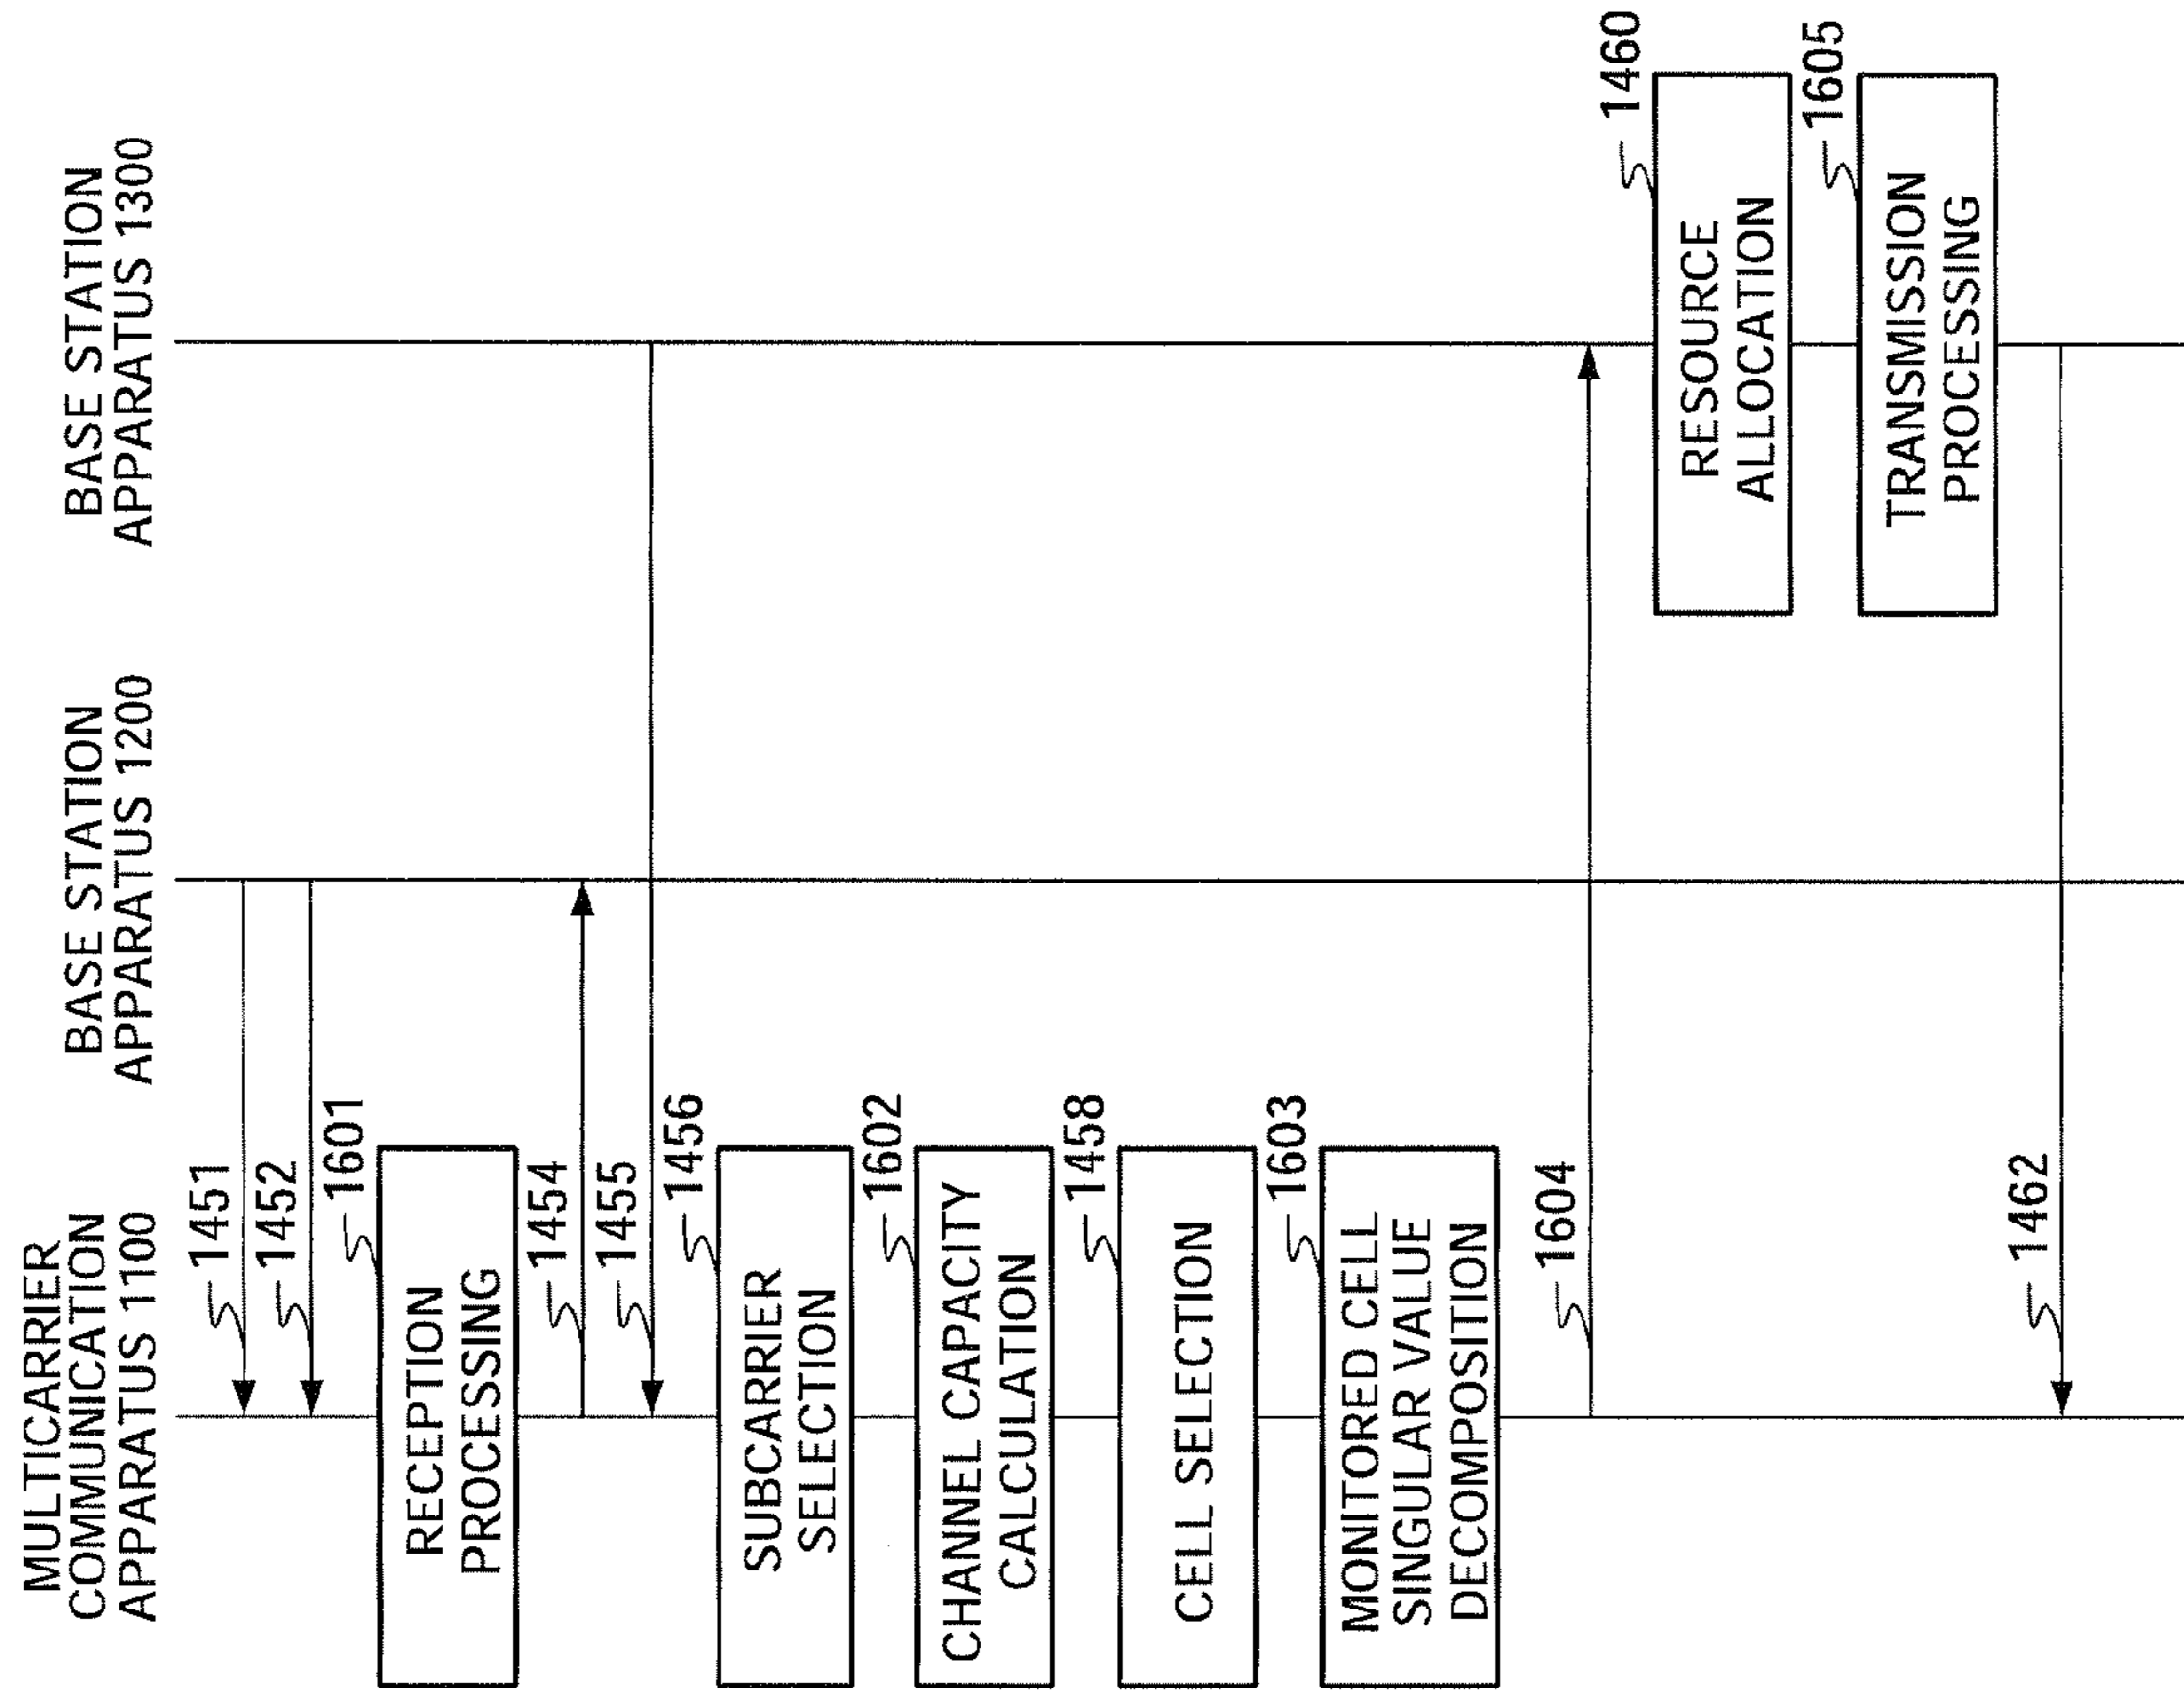 MULTICARRIER
COMMUNICATION
APPARATUS 1100
BASE STATION
APPARATUS 1200
BASE STATION
APPARATUS 1300
1451
1452
1601
RECEPTION
PROCESSING
1454
1455
1456
SUBCARRIER
SELECTION
1602
CHANNEL CAPACITY
CALCULATION
1458
CELL SELECTION
1603
MONITORED CELL
SINGULAR VALUE
DECOMPOSITION
1604
1460
RESOURCE
ALLOCATION
1605
TRANSMISSION
PROCESSING
1462